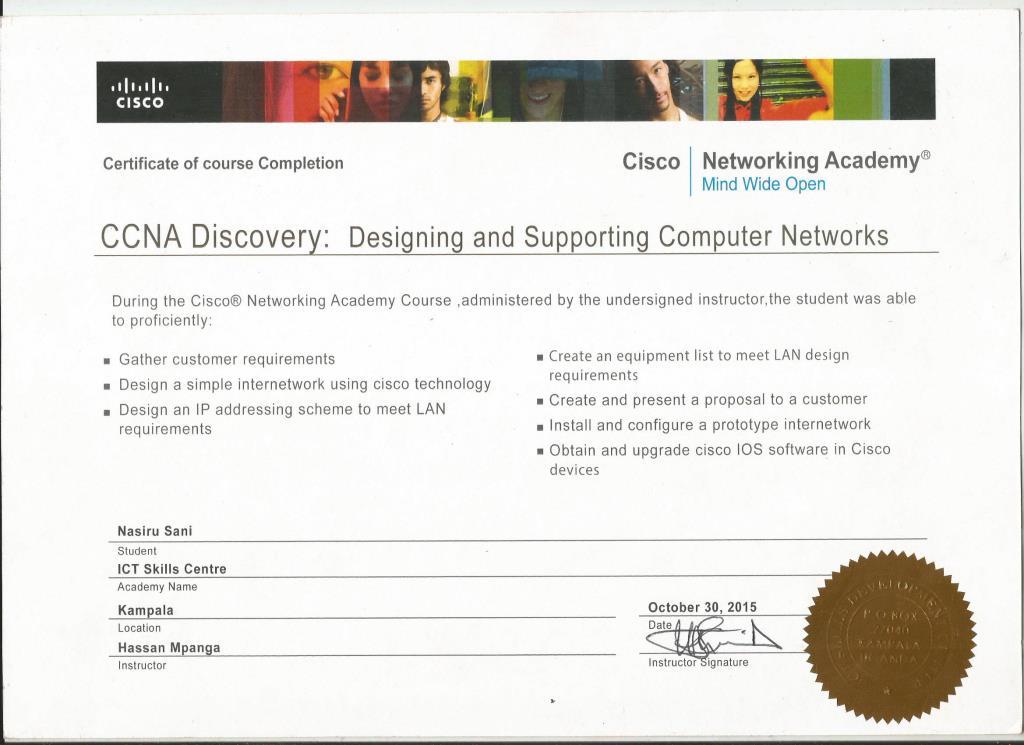 CISCO
Certificate of course Completion
Cisco
Networking Academy®
Mind Wide Open
CCNA Discovery: Designing and Supporting Computer Networks
During the Cisco® Networking Academy Course ,administered by the undersigned instructor,the student was able
to proficiently:
Gather customer requirements
Design a simple internetwork using cisco technology
Design an IP addressing scheme to meet LAN
requirements
Create an equipment list to meet LAN design
requirements
Create and present a proposal to a customer
Install and configure a prototype internetwork
Obtain and upgrade cisco IOS software in Cisco
devices
Nasiru Sani
Student
ICT Skills Centre
Academy Name
Kampala
Location
Hassan Mpanga
Instructor
October 30, 2015
Date
Instructor Signature
P.O BOX
KAMPALA